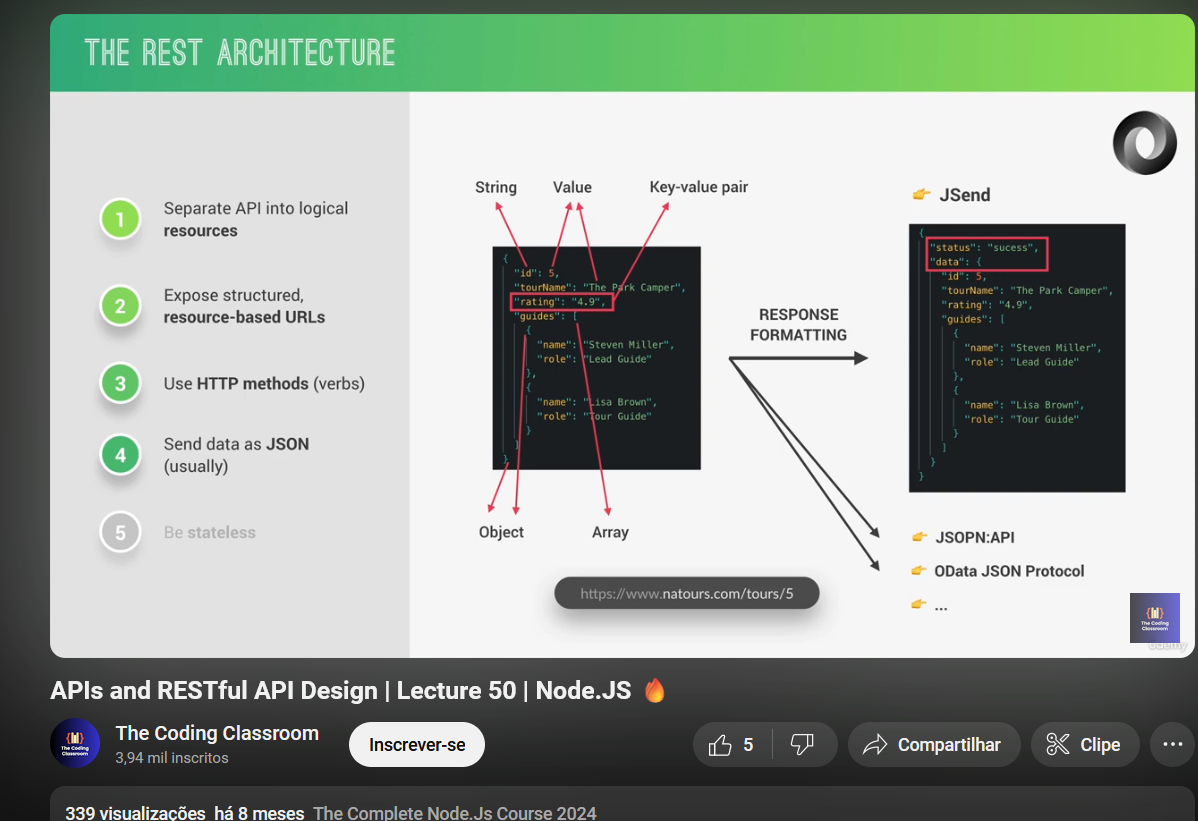 THE REST ARCHITECTURE
1
Separate API into logical
resources
2
Expose structured,
resource-based URLs
3
Use HTTP methods (verbs)
4
Send data as JSON
(usually)
5
Be stateless
String
Value
Key-value pair
{
"id": 5,
"tourName": "The Park Camper",
"rating": "4.9",
"guides": [
{
"name": "Steven Miller",
"role": "Lead Guide"
},
{
"name": "Lisa Brown",
"role": "Tour Guide"
}
]
}
Object
Array
https://www.natours.com/tours/5
RESPONSE
FORMATTING
JSend
{
"status": "sucess",
"data": {
"id": 5,
"tourName": "The Park Camper",
"rating": "4.9",
"guides": [
{
"name": "Steven Miller",
"role": "Lead Guide"
},
{
"name": "Lisa Brown",
"role": "Tour Guide"
}
]
}
}
JSOPN:API
OData JSON Protocol
...
The Coding
Classroom
udemy
APIs and RESTful API Design | Lecture 50 | Node.JS 🔥
The Coding
Classroom
The Coding Classroom
3,94 mil inscritos
Inscrever-se
5
Compartilhar
Clipe
339 visualizações há 8 meses The Complete Node.Js Course 2024